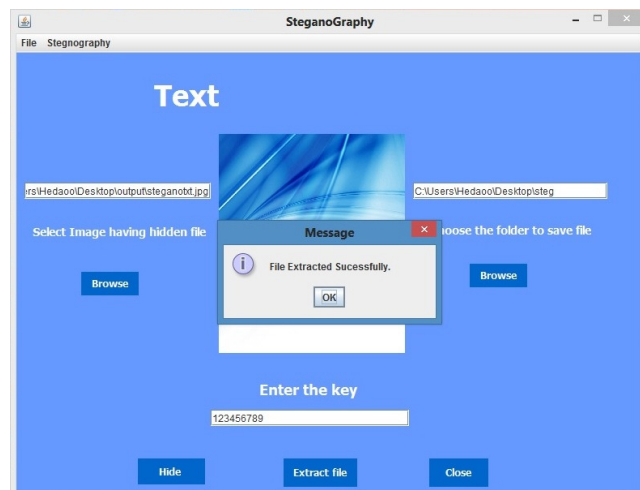 SteganoGraphy
File Stegnography
Text
ers\Hedaoo\Desktop\output\steganotxt.jpg
C:\Users\Hedaoo\Desktop\steg
Select Image having hidden file
Message
oose the folder to save file
Browse
File Extracted Sucessfully.
Browse
OK
Enter the key
123456789
Hide
Extract file
Close